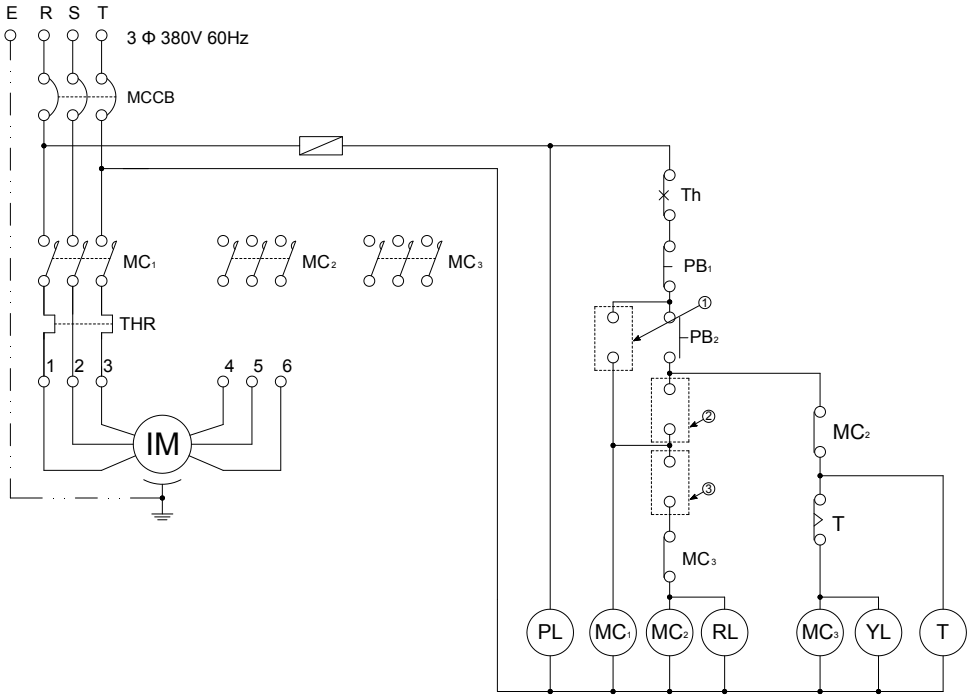 E R S T
3 Φ 380V 60Hz
MCCB
Th
MC₁ MC₂ MC₃
PB₁
①
THR
PB₂
1 2 3 4 5 6
②
MC₂
IM
③
T
MC₃
PL MC₁ MC₂ RL MC₃ YL T